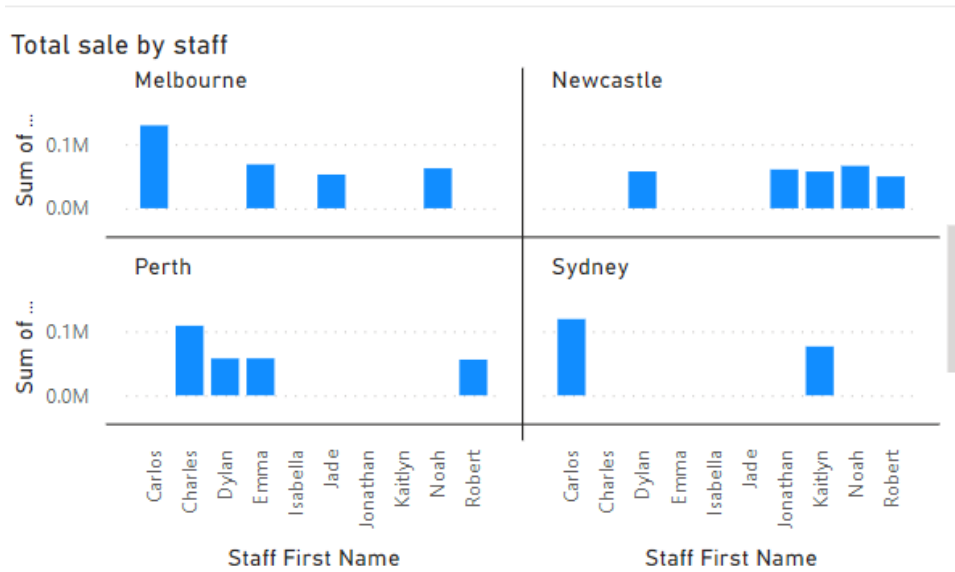 Total sale by staff
Melbourne
Newcastle
Sum of ...
0.1M
0.0M
Perth
Sydney
Sum of ...
0.1M
0.0M
Carlos
Charles
Dylan
Emma
Isabella
Jade
Jonathan
Kaitlyn
Noah
Robert
Carlos
Charles
Dylan
Emma
Isabella
Jade
Jonathan
Kaitlyn
Noah
Robert
Staff First Name
Staff First Name